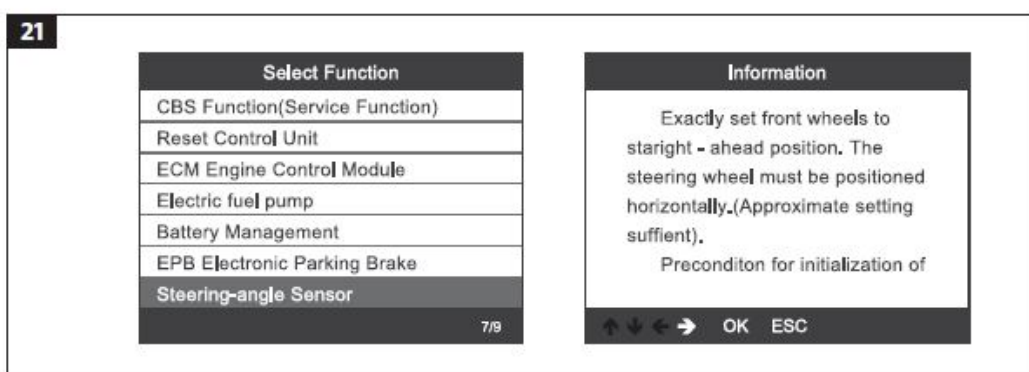 21
Select Function
CBS Function(Service Function)
Reset Control Unit
ECM Engine Control Module
Electric fuel pump
Battery Management
EPB Electronic Parking Brake
Steering-angle Sensor
7/9
Information
Exactly set front wheels to
staright - ahead position. The
steering wheel must be positioned
horizontally.(Approximate setting
suffient).
Preconditon for initialization of
OK ESC